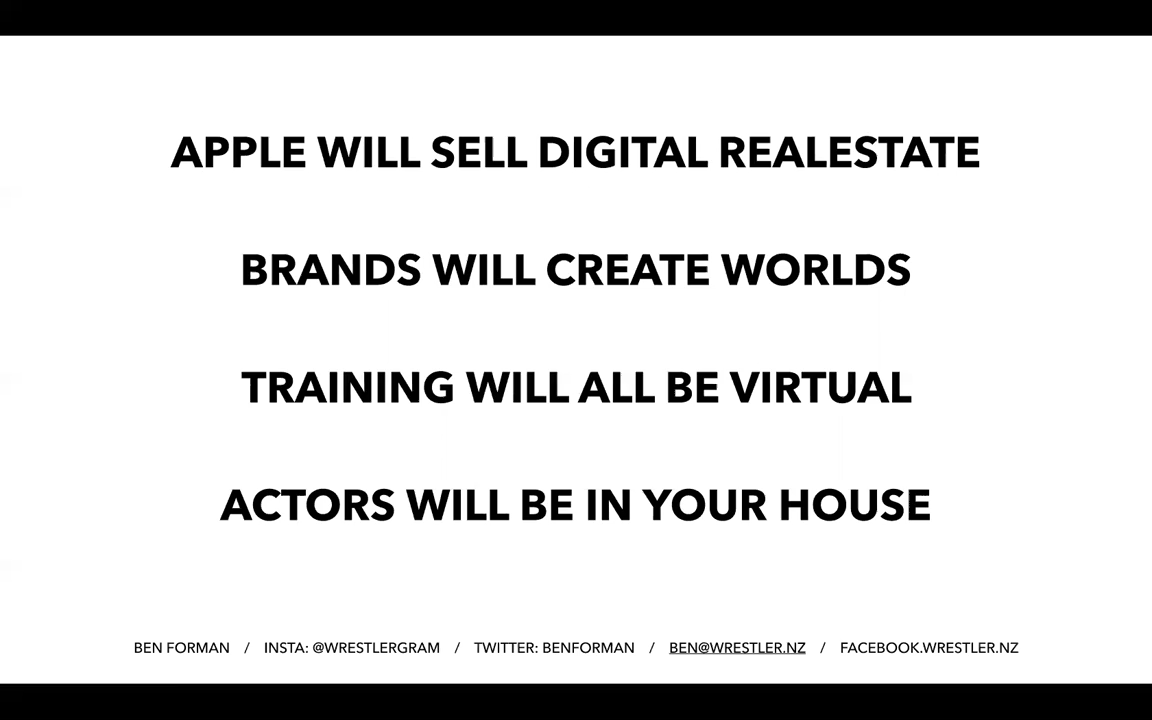 APPLE WILL SELL DIGITAL REALESTATE
BRANDS WILL CREATE WORLDS
TRAINING WILL ALL BE VIRTUAL
ACTORS WILL BE IN YOUR HOUSE
BEN FORMAN / INSTA: @WRESTLERGRAM / TWITTER: BENFORMAN / BEN@WRESTLER.NZ / FACEBOOK.WRESTLER.NZ